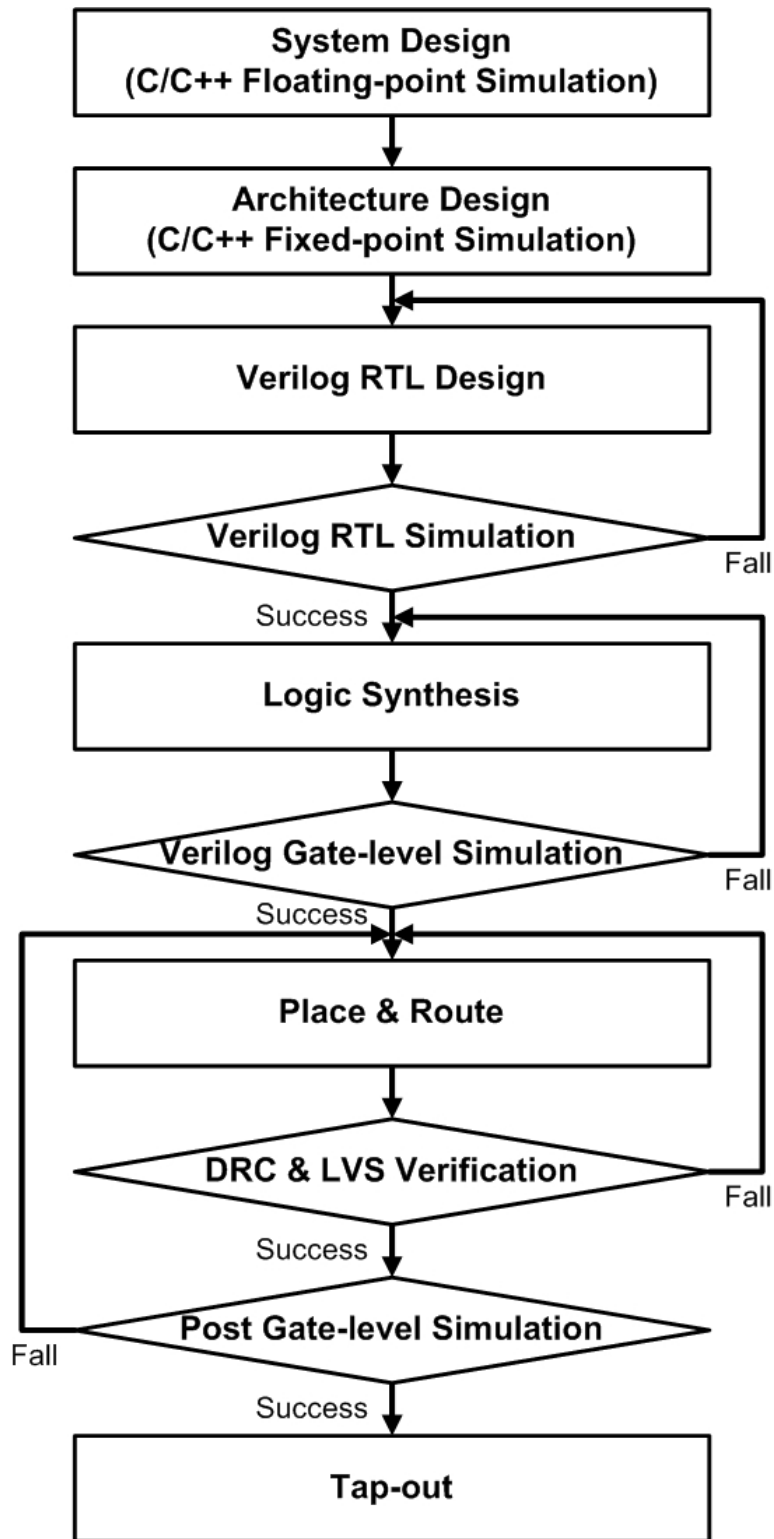 System Design
(C/C++ Floating-point Simulation)
Architecture Design
(C/C++ Fixed-point Simulation)
Verilog RTL Design
Verilog RTL Simulation
Fall
Success
Logic Synthesis
Verilog Gate-level Simulation
Fall
Success
Place & Route
DRC & LVS Verification
Fall
Success
Post Gate-level Simulation
Fall
Success
Tap-out